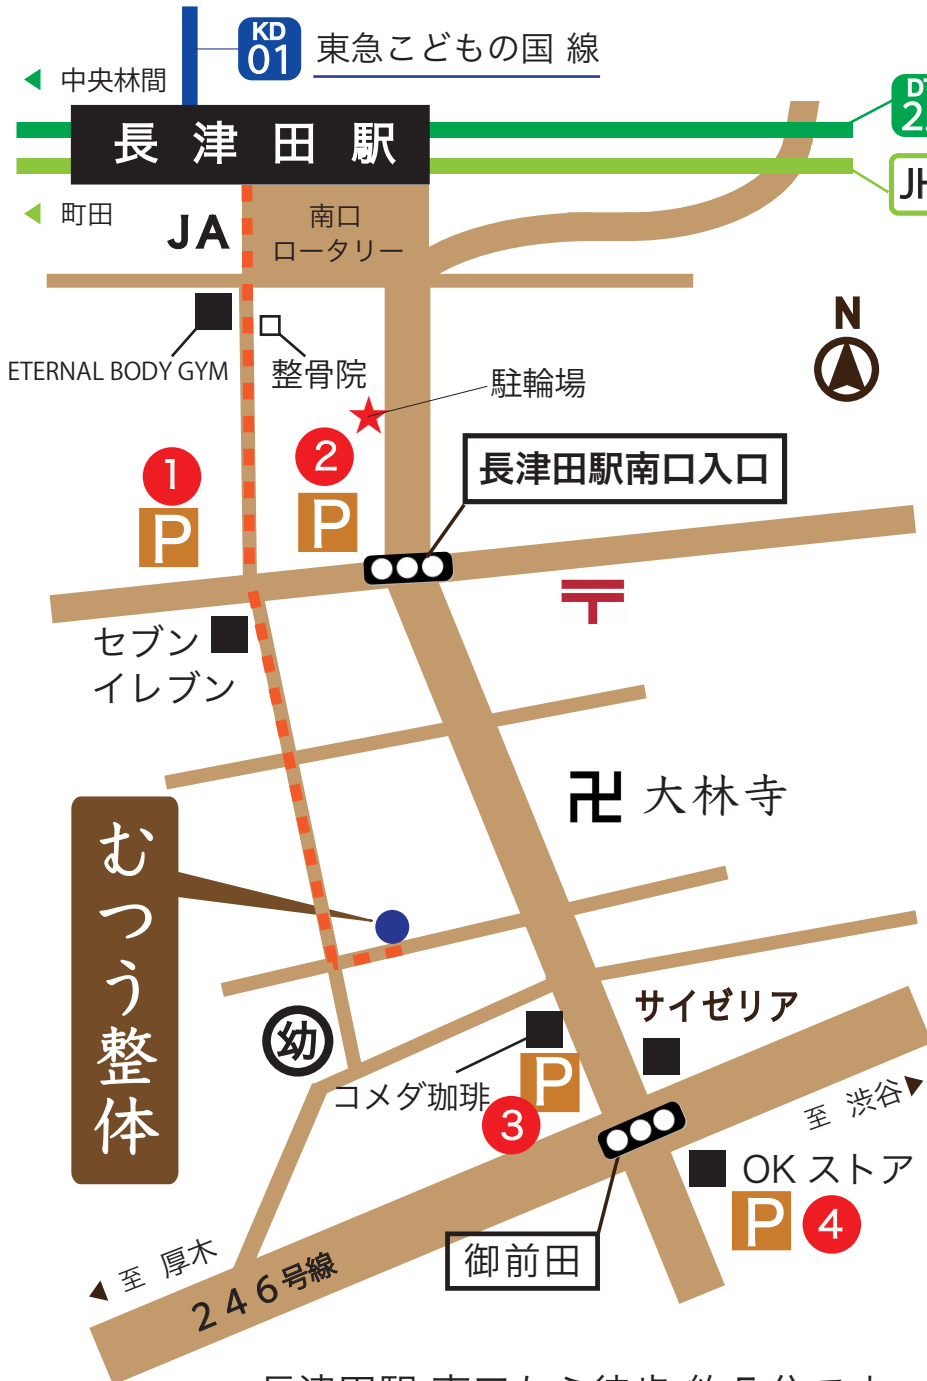 KD
01
東急こどもの国 線
中央林間
長津田駅
町田
JA
南口
ロータリー
N
ETERNAL BODY GYM
整骨院
駐輪場
1
2
P
P
長津田駅南口入口
〒
セブン
イレブン
卍 大林寺
むつう整体
サイゼリア
幼
コメダ珈琲
P
3
至 渋谷
OK ストア
P
4
御前田
至 厚木
246号線